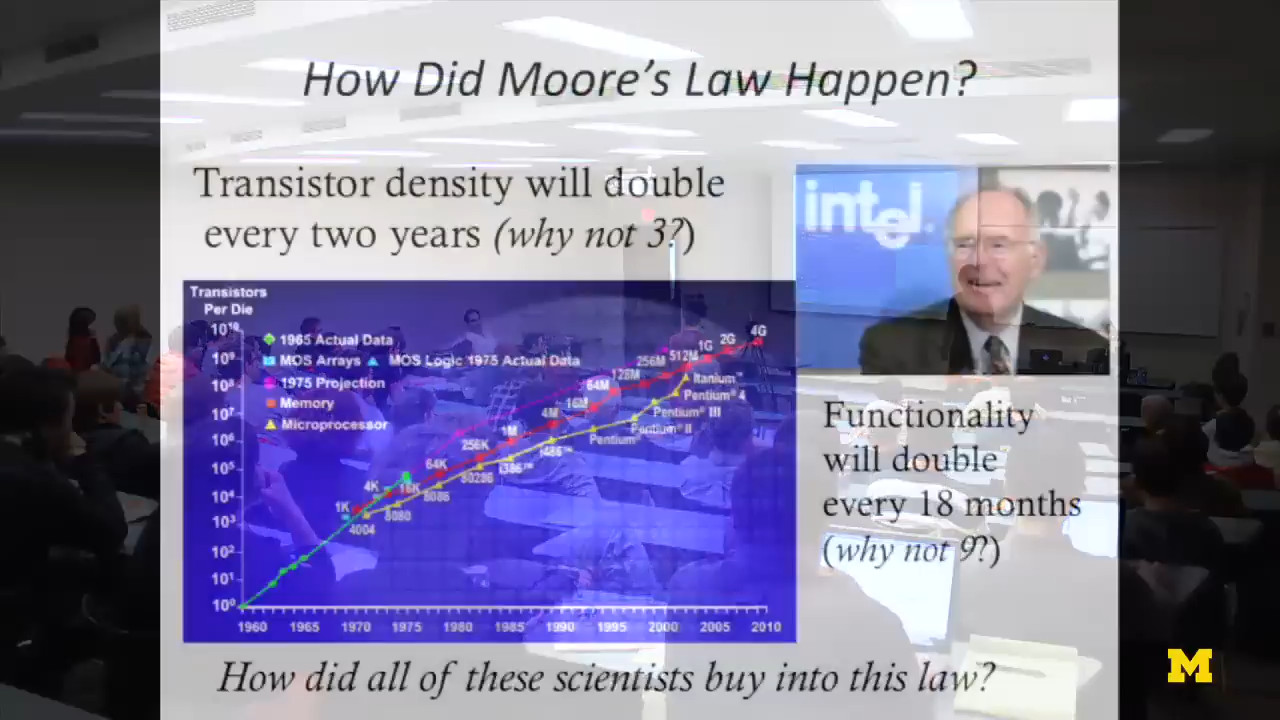 How Did Moore's Law Happen?
Transistor density will double
every two years (why not 3?)
intel.
Transistors
Per Die
10¹⁰
10⁹
10⁸
10⁷
10⁶
10⁵
10⁴
10³
10²
10¹
10⁰
1965 Actual Data
MOS Arrays MOS Logic 1975 Actual Data
1975 Projection
Memory
Microprocessor
1K
4K
16K
64K
256K
1M
4M
16M
64M
128M
256M
512M
1G
2G
4G
4004
8080
8086
80286
i386™
i486™
Pentium®
Pentium® II
Pentium® III
Pentium® 4
Itanium™
1960 1965 1970 1975 1980 1985 1990 1995 2000 2005 2010
Functionality
will double
every 18 months
(why not 9?)
How did all of these scientists buy into this law?
M